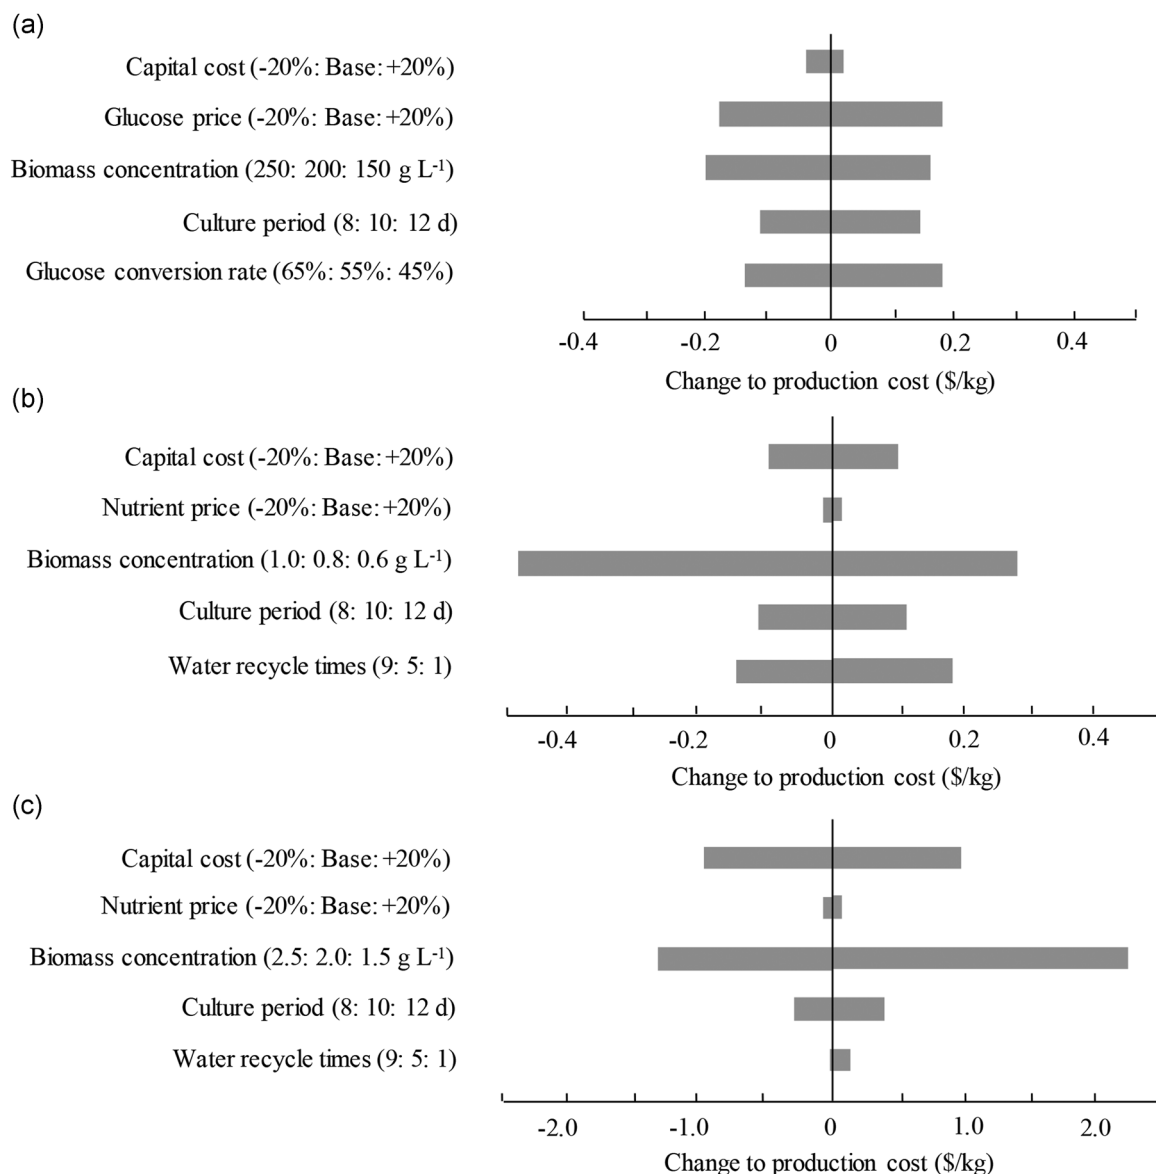 (a)
Capital cost (-20%: Base: +20%)
Glucose price (-20%: Base: +20%)
Biomass concentration (250: 200: 150 g L⁻¹)
Culture period (8: 10: 12 d)
Glucose conversion rate (65%: 55%: 45%)
-0.4 -0.2 0 0.2 0.4
Change to production cost ($/kg)
(b)
Capital cost (-20%: Base: +20%)
Nutrient price (-20%: Base: +20%)
Biomass concentration (1.0: 0.8: 0.6 g L⁻¹)
Culture period (8: 10: 12 d)
Water recycle times (9: 5: 1)
-0.4 -0.2 0 0.2 0.4
Change to production cost ($/kg)
(c)
Capital cost (-20%: Base: +20%)
Nutrient price (-20%: Base: +20%)
Biomass concentration (2.5: 2.0: 1.5 g L⁻¹)
Culture period (8: 10: 12 d)
Water recycle times (9: 5: 1)
-2.0 -1.0 0 1.0 2.0
Change to production cost ($/kg)